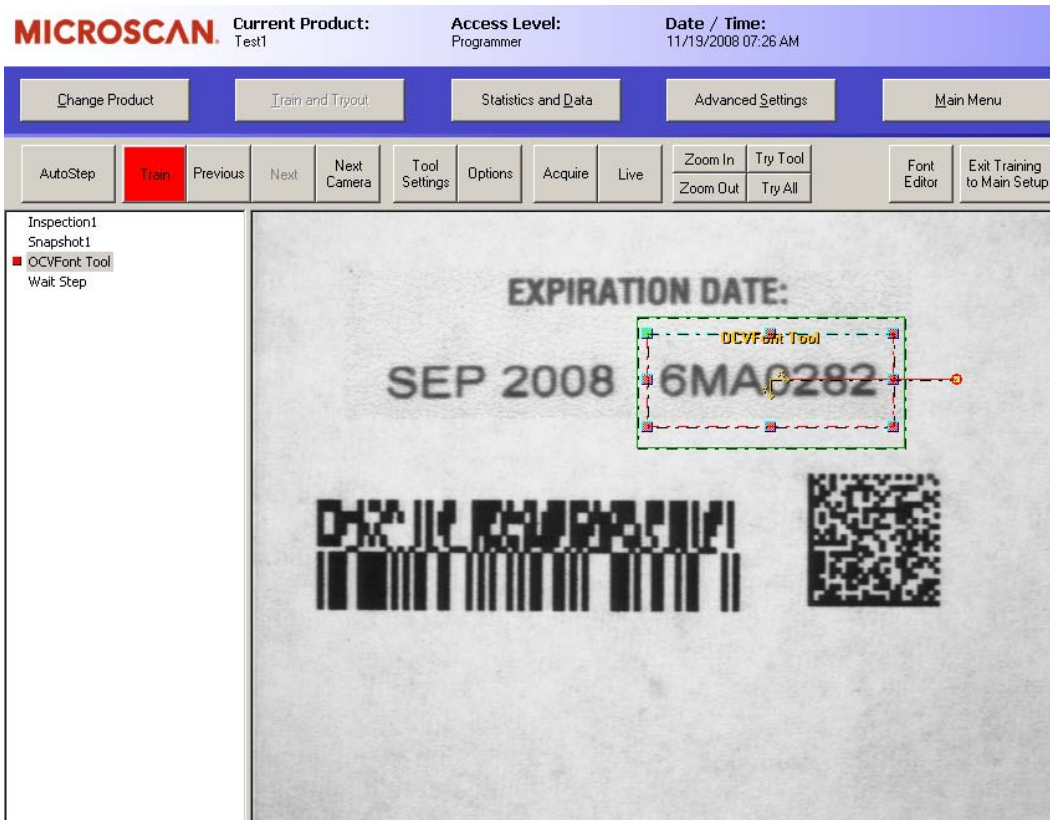 MICROSCAN.
Current Product:
Test1
Access Level:
Programmer
Date / Time:
11/19/2008 07:26 AM
Change Product
Train and Tryout
Statistics and Data
Advanced Settings
Main Menu
AutoStep
Train
Previous
Next
Next
Camera
Tool
Settings
Options
Acquire
Live
Zoom In
Zoom Out
Try Tool
Try All
Font
Editor
Exit Training
to Main Setup
Inspection1
Snapshot1
OCVFont Tool
Wait Step
EXPIRATION DATE:
OCVFont Tool
SEP 2008 6MA0282